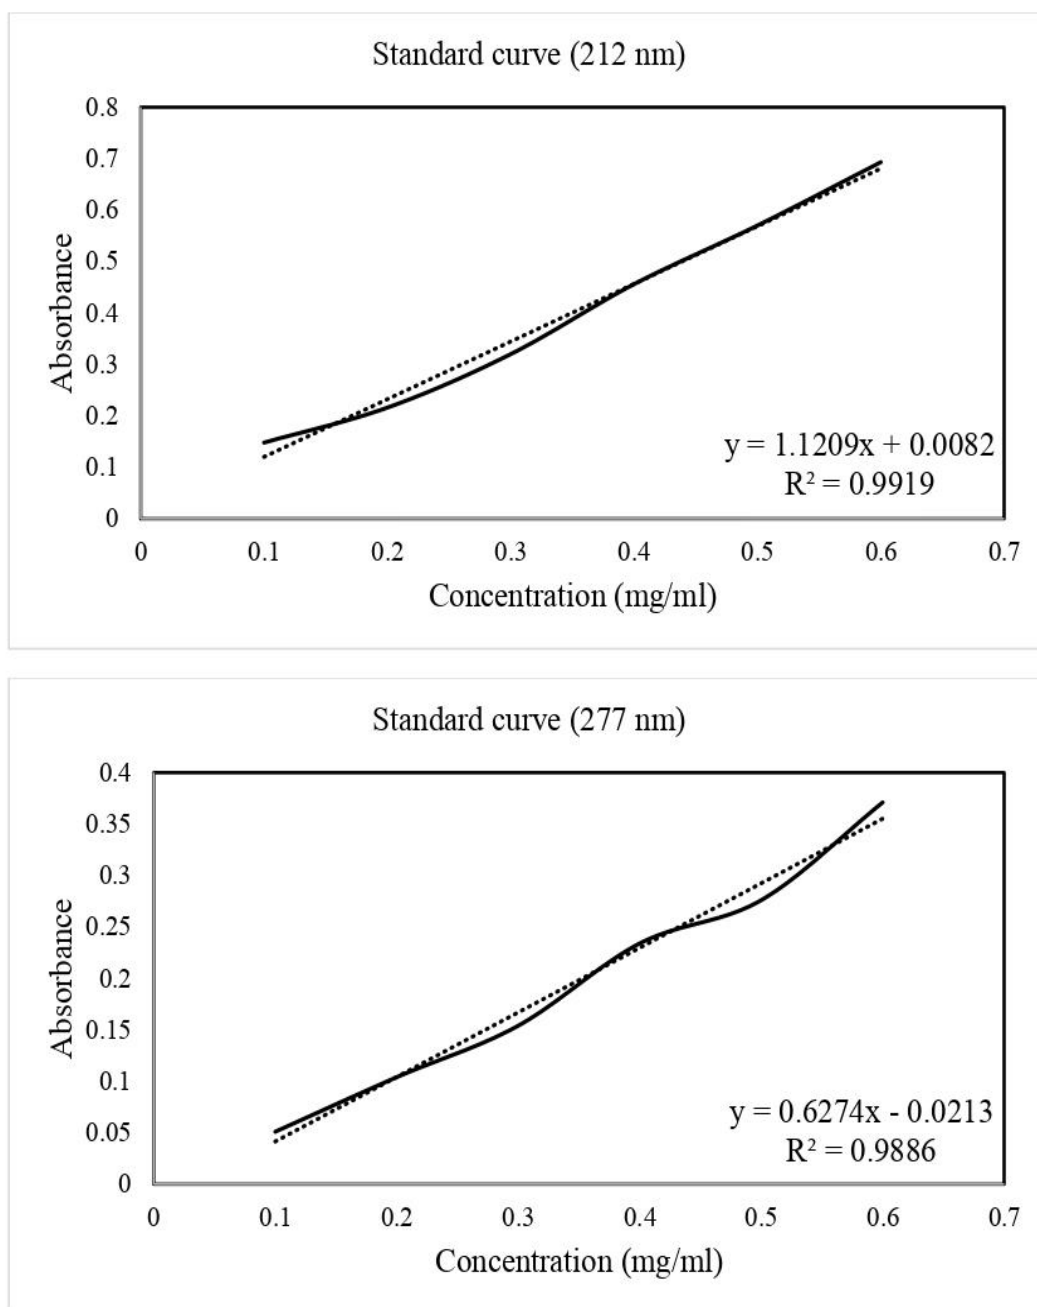 Standard curve (212 nm)
0.8
0.7
0.6
0.5
0.4
0.3
0.2
0.1
0
Absorbance
y = 1.1209x + 0.0082
R² = 0.9919
0 0.1 0.2 0.3 0.4 0.5 0.6 0.7
Concentration (mg/ml)
Standard curve (277 nm)
0.4
0.35
0.3
0.25
0.2
0.15
0.1
0.05
0
Absorbance
y = 0.6274x - 0.0213
R² = 0.9886
0 0.1 0.2 0.3 0.4 0.5 0.6 0.7
Concentration (mg/ml)